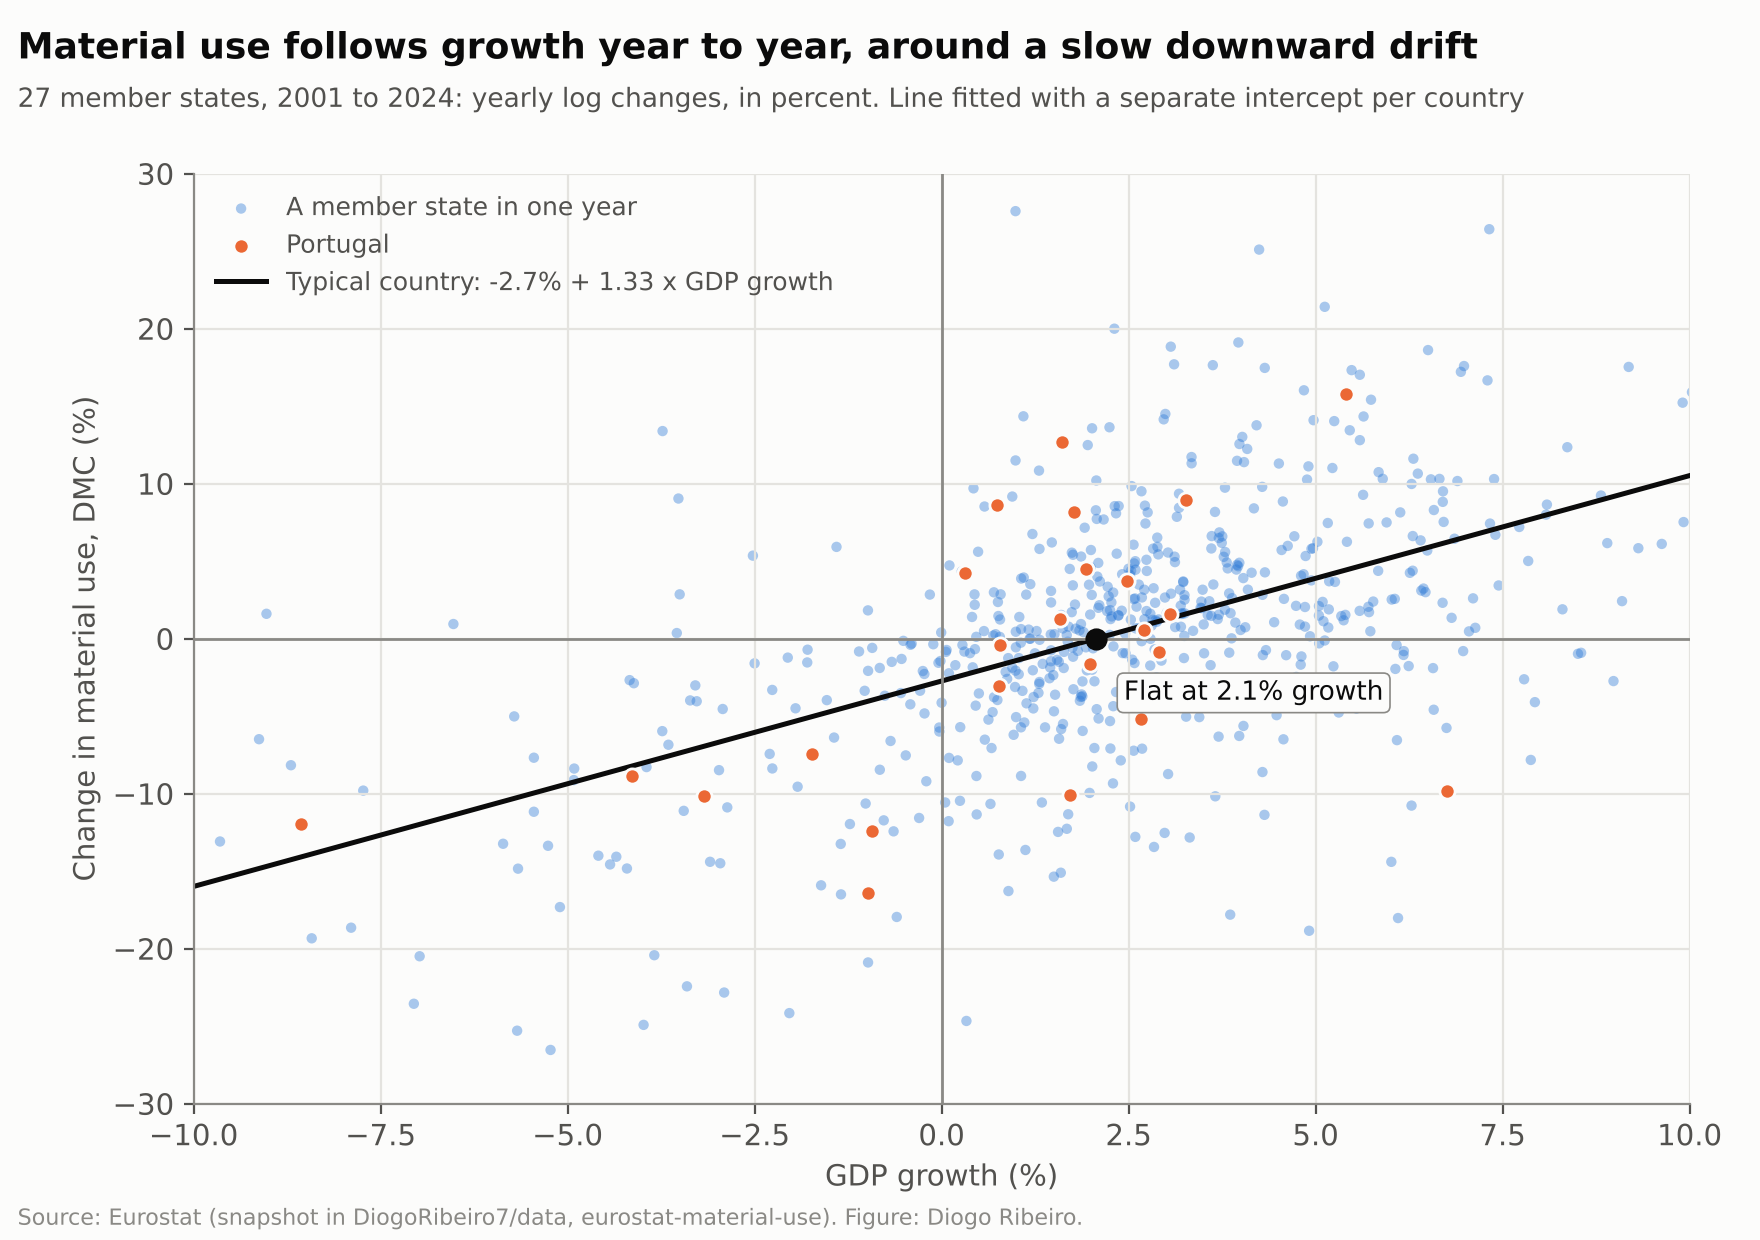 Material use follows growth year to year, around a slow downward drift
27 member states, 2001 to 2024: yearly log changes, in percent. Line fitted with a separate intercept per country
30
A member state in one year
Portugal
Typical country: -2.7% + 1.33 x GDP growth
20
10
0
−10
−20
−30
Change in material use, DMC (%)
Flat at 2.1% growth
−10.0 −7.5 −5.0 −2.5 0.0 2.5 5.0 7.5 10.0
GDP growth (%)
Source: Eurostat (snapshot in DiogoRibeiro7/data, eurostat-material-use). Figure: Diogo Ribeiro.